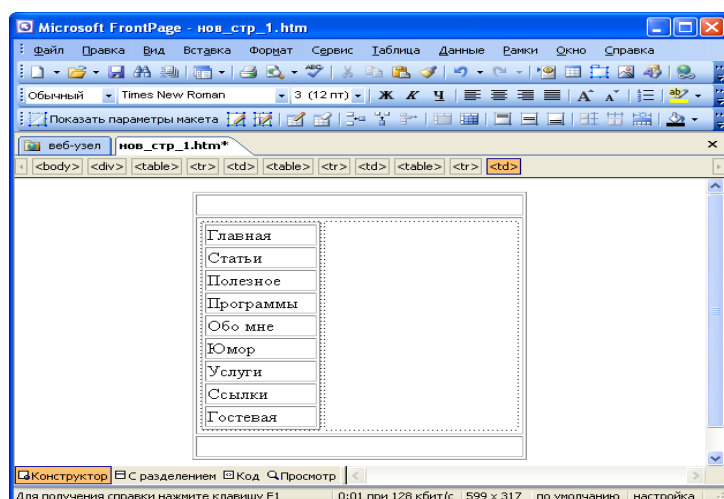 Microsoft FrontPage - нов_стр_1.htm
Файл Правка Вид Вставка Формат Сервис Таблица Данные Рамки Окно Справка
Обычный Times New Roman 3 (12 пт) Ж К Ч
Показать параметры макета
веб-узел нов_стр_1.htm*
<body> <div> <table> <tr> <td> <table> <tr> <td> <table> <tr> <td>
Главная
Статьи
Полезное
Программы
Обо мне
Юмор
Услуги
Ссылки
Гостевая
Конструктор С разделением Код Просмотр
Для получения справки нажмите клавишу F1 0:01 при 128 кбит/с 599 x 317 по умолчанию настройка